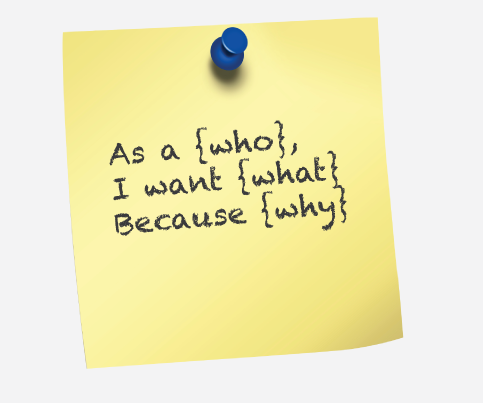 As a {who},
I want {what}
Because {why}